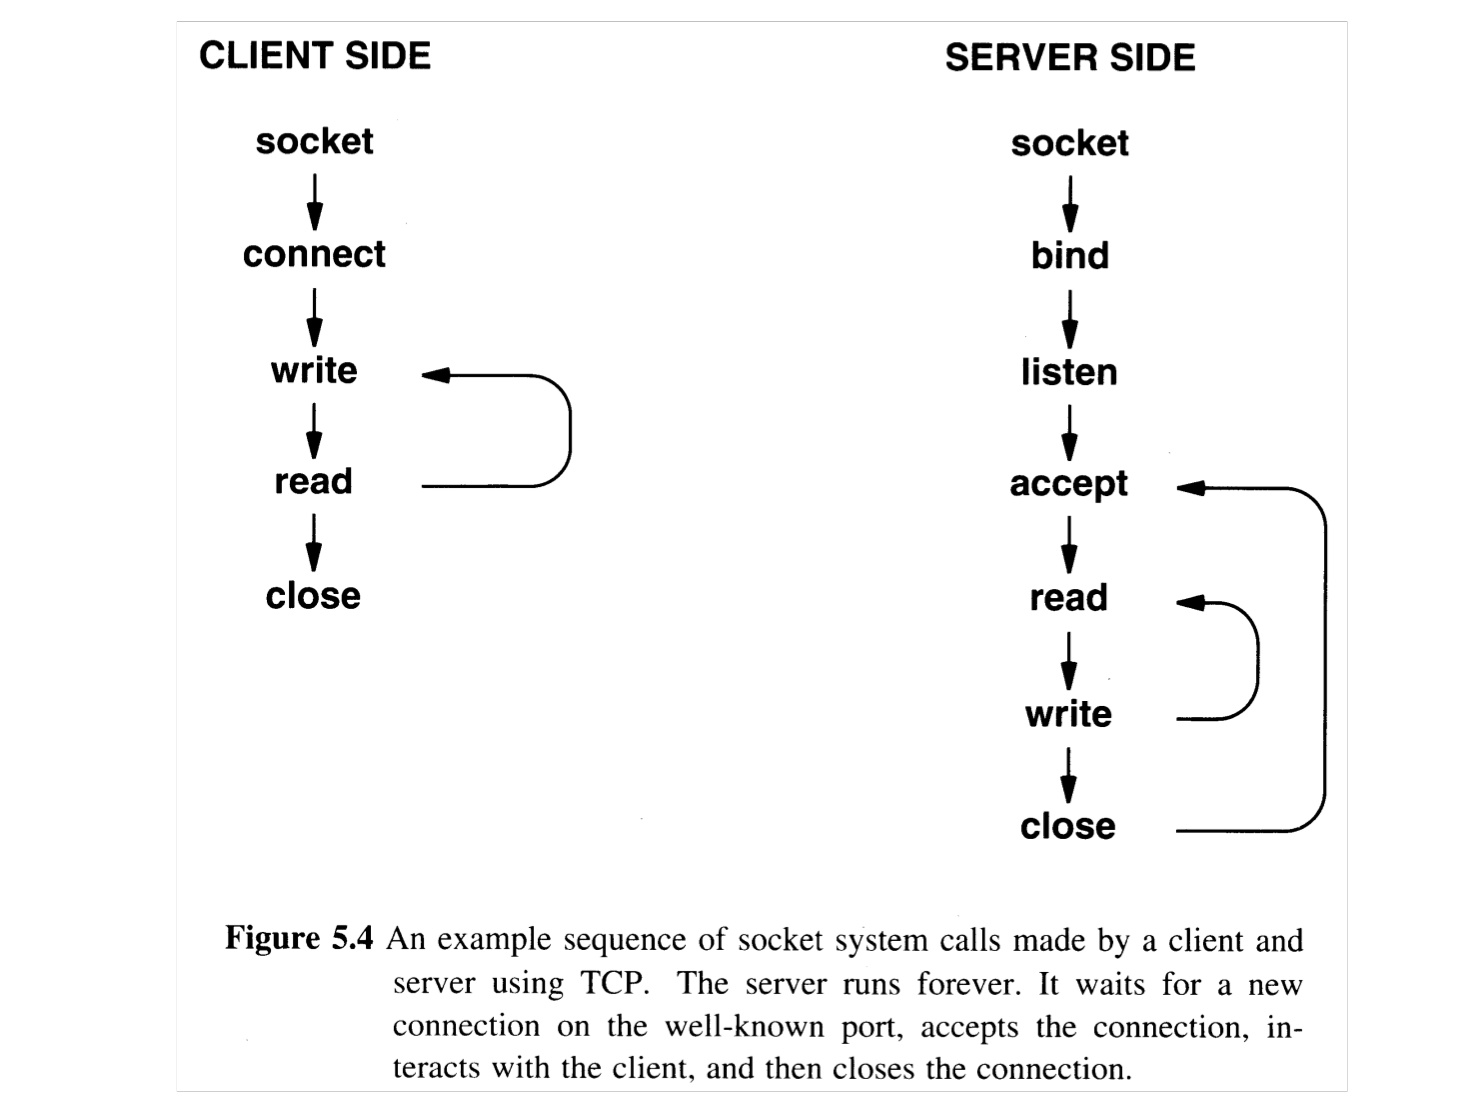 CLIENT SIDE
socket
connect
write
read
close
SERVER SIDE
socket
bind
listen
accept
read
write
close
Figure 5.4 An example sequence of socket system calls made by a client and
server using TCP. The server runs forever. It waits for a new
connection on the well-known port, accepts the connection, in-
teracts with the client, and then closes the connection.